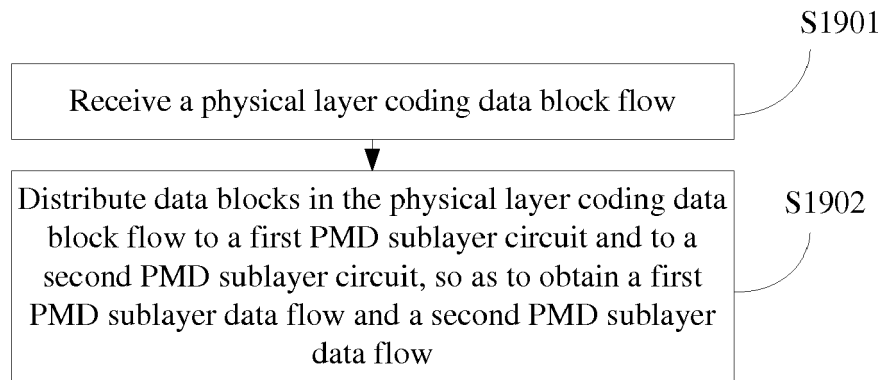 S1901
Receive a physical layer coding data block flow
Distribute data blocks in the physical layer coding data
block flow to a first PMD sublayer circuit and to a
second PMD sublayer circuit, so as to obtain a first
PMD sublayer data flow and a second PMD sublayer
data flow
S1902